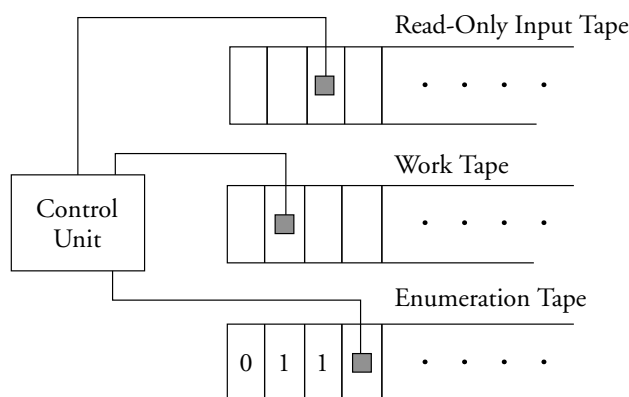 Read-Only Input Tape
Work Tape
Control
Unit
Enumeration Tape
0 1 1